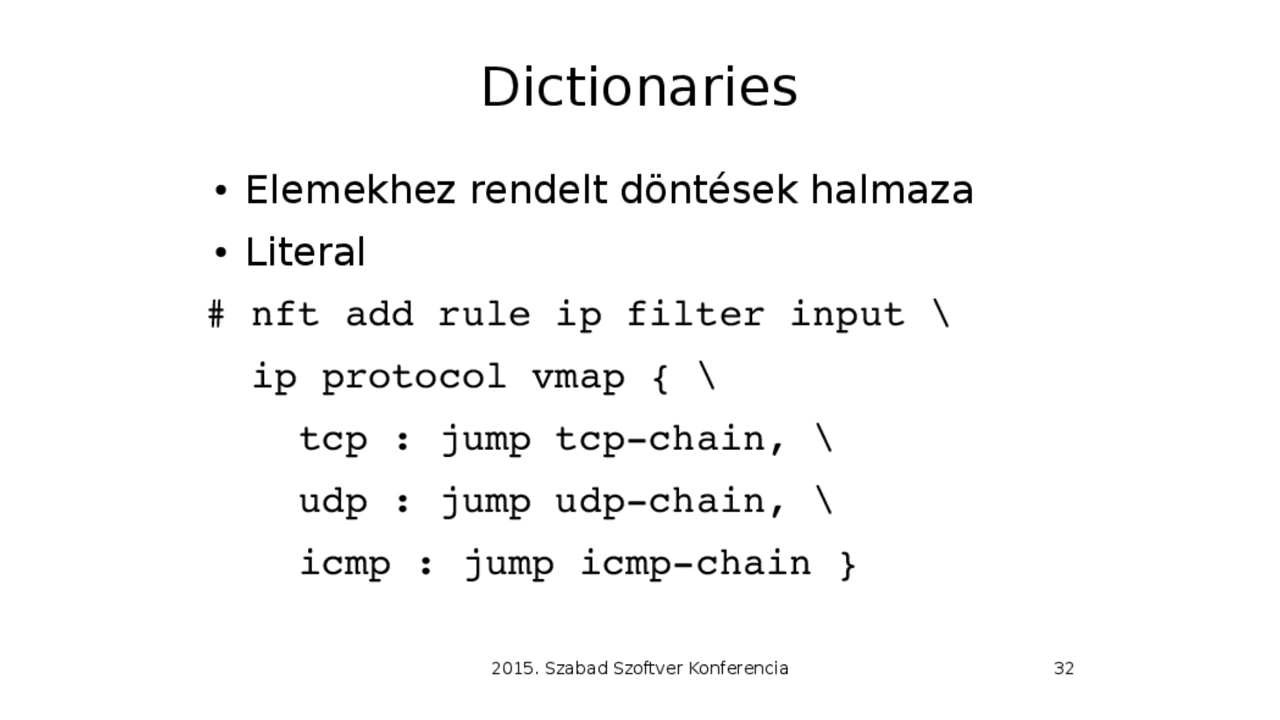 Dictionaries
• Elemekhez rendelt döntések halmaza
• Literal
# nft add rule ip filter input \
ip protocol vmap { \
tcp : jump tcp-chain, \
udp : jump udp-chain, \
icmp : jump icmp-chain }
2015. Szabad Szoftver Konferencia
32